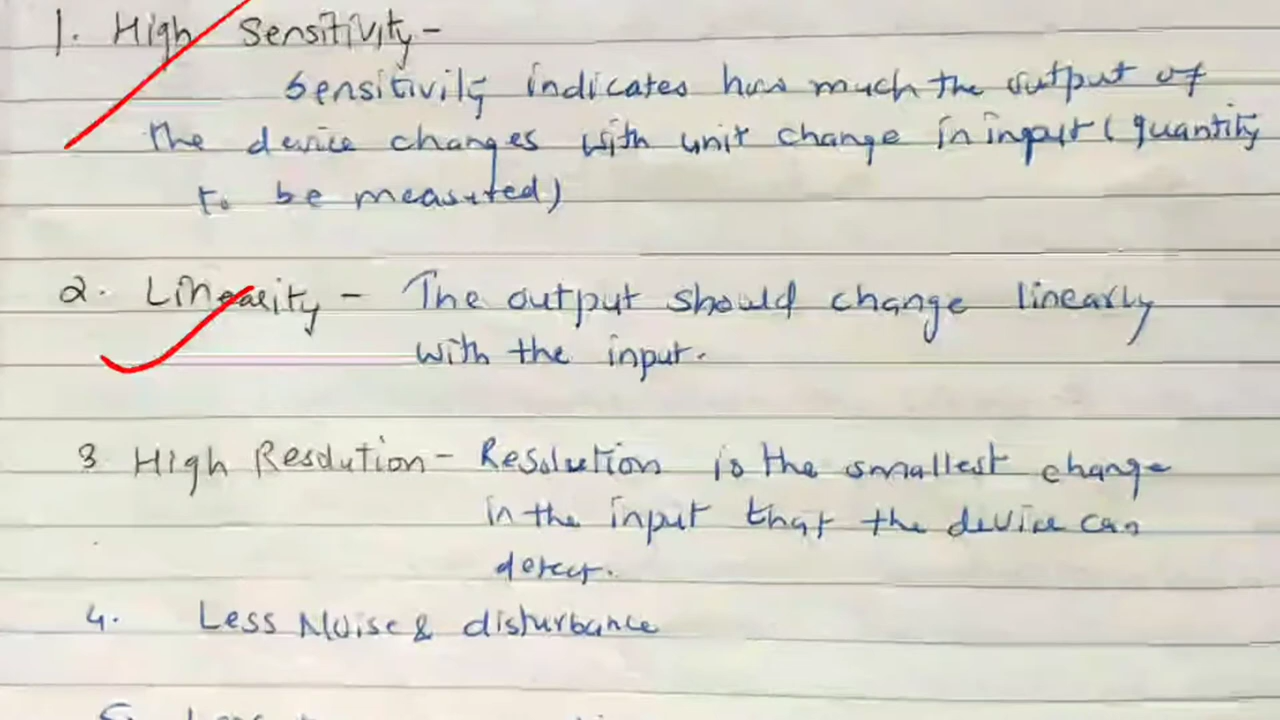 1. High Sensitivity -
Sensitivity indicates how much the output of
the device changes with unit change in input (quantity
to be measured)
2. Linearity - The output should change linearly
with the input.
3 High Resolution - Resolution is the smallest change
in the input that the device can
detect.
4. Less Noise & disturbance